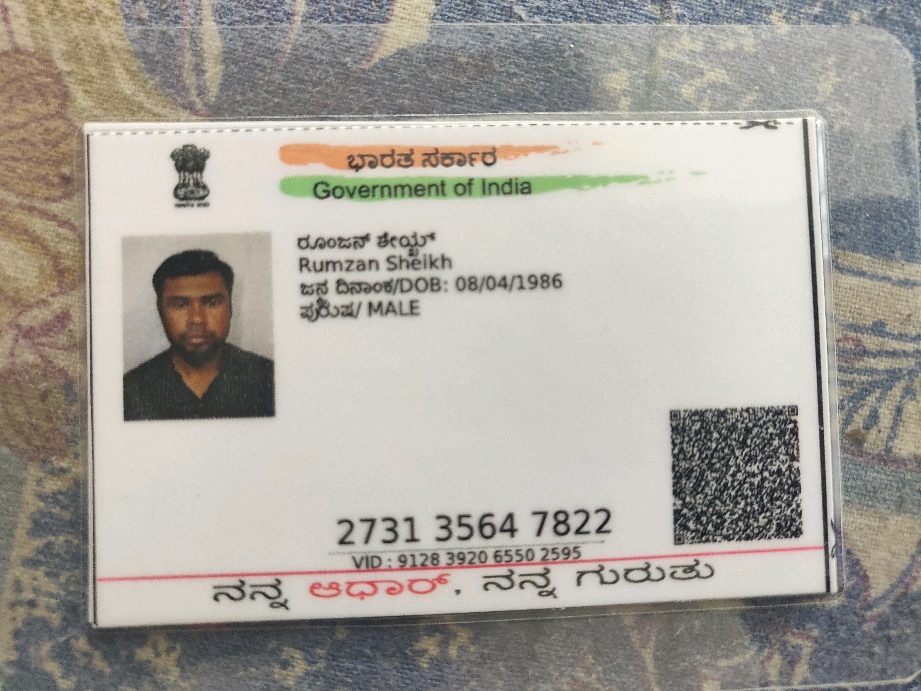 ಭಾರತ ಸರ್ಕಾರ
Government of India
ರೂಂಜನ್ ಶೇಯ್ಖ್
Rumzan Sheikh
ಜನ್ಮ ದಿನಾಂಕ/DOB: 08/04/1986
ಪುರುಷ/ MALE
2731 3564 7822
VID : 9128 3920 6550 2595
ನನ್ನ ಆಧಾರ್, ನನ್ನ ಗುರುತು